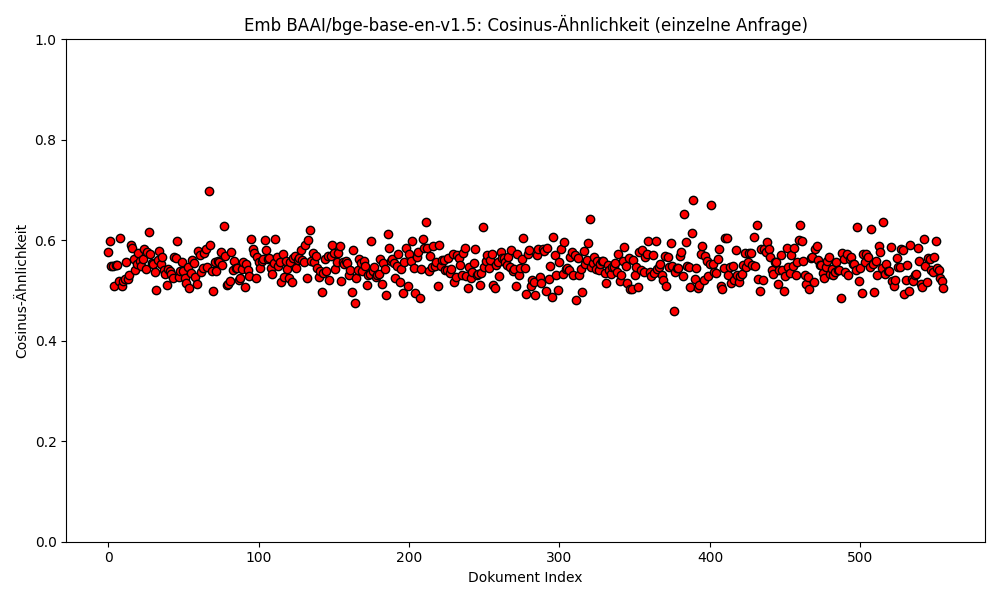 Emb BAAI/bge-base-en-v1.5: Cosinus-Ähnlichkeit (einzelne Anfrage)
1.0
0.8
0.6
0.4
0.2
0.0
Cosinus-Ähnlichkeit
0 100 200 300 400 500
Dokument Index